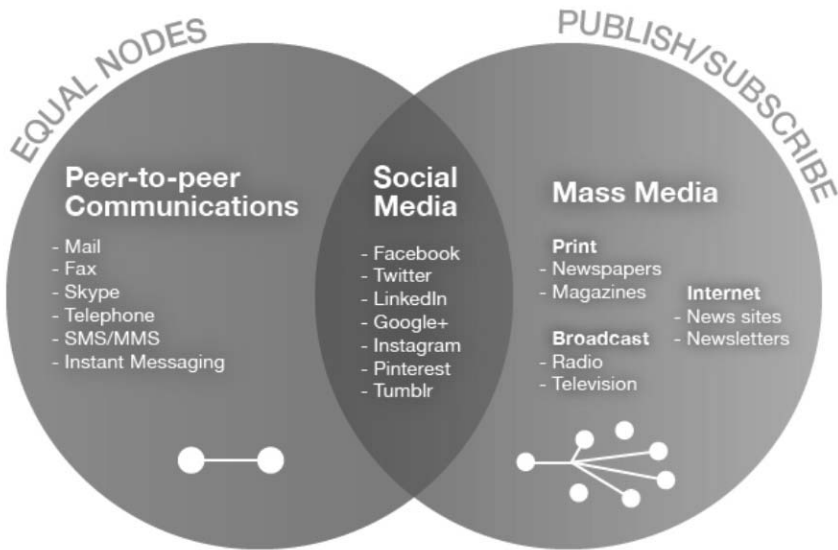 EQUAL NODES
PUBLISH/SUBSCRIBE
Peer-to-peer
Communications
- Mail
- Fax
- Skype
- Telephone
- SMS/MMS
- Instant Messaging
Social
Media
- Facebook
- Twitter
- LinkedIn
- Google+
- Instagram
- Pinterest
- Tumblr
Mass Media
Print
- Newspapers
- Magazines
Broadcast
- Radio
- Television
Internet
- News sites
- Newsletters